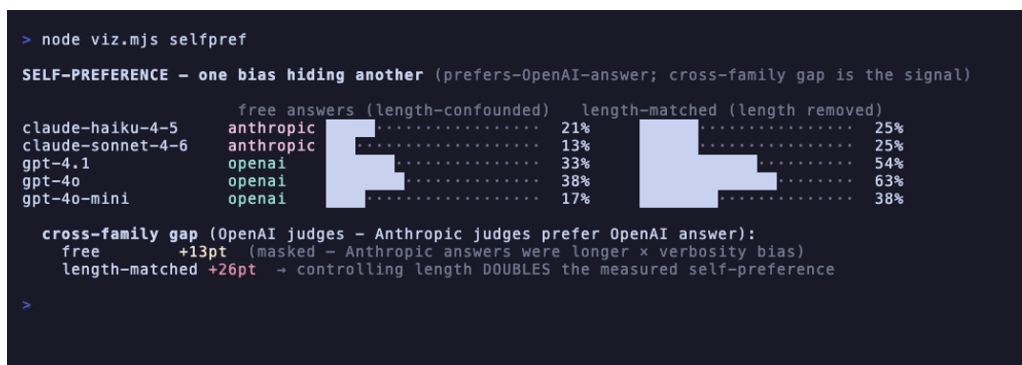 > node viz.mjs selfpref
SELF-PREFERENCE — one bias hiding another (prefers-OpenAI-answer; cross-family gap is the signal)
free answers (length-confounded) length-matched (length removed)
claude-haiku-4-5 anthropic 21% 25%
claude-sonnet-4-6 anthropic 13% 25%
gpt-4.1 openai 33% 54%
gpt-4o openai 38% 63%
gpt-4o-mini openai 17% 38%
cross-family gap (OpenAI judges − Anthropic judges prefer OpenAI answer):
free +13pt (masked — Anthropic answers were longer × verbosity bias)
length-matched +26pt → controlling length DOUBLES the measured self-preference
>